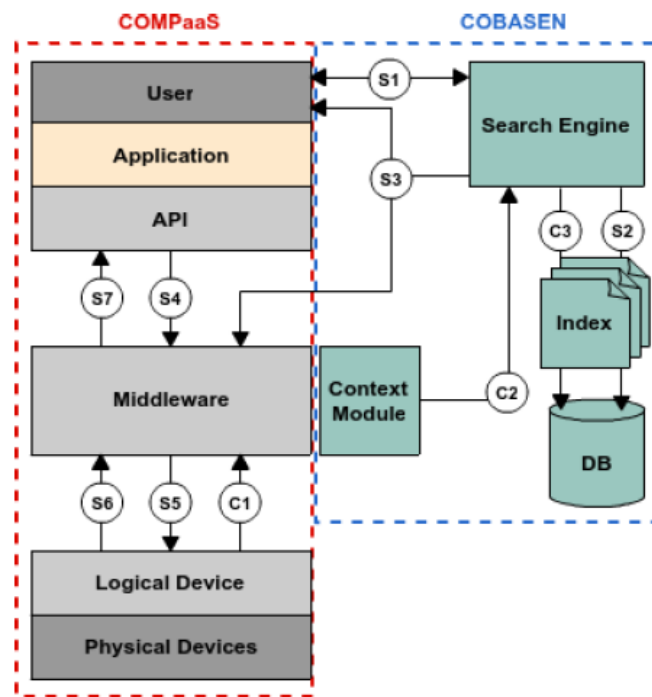 COMPaaS
COBASEN
User
S1
Search Engine
Application
S3
API
C3
S2
S7
S4
Index
Middleware
Context
Module
C2
DB
S6
S5
C1
Logical Device
Physical Devices